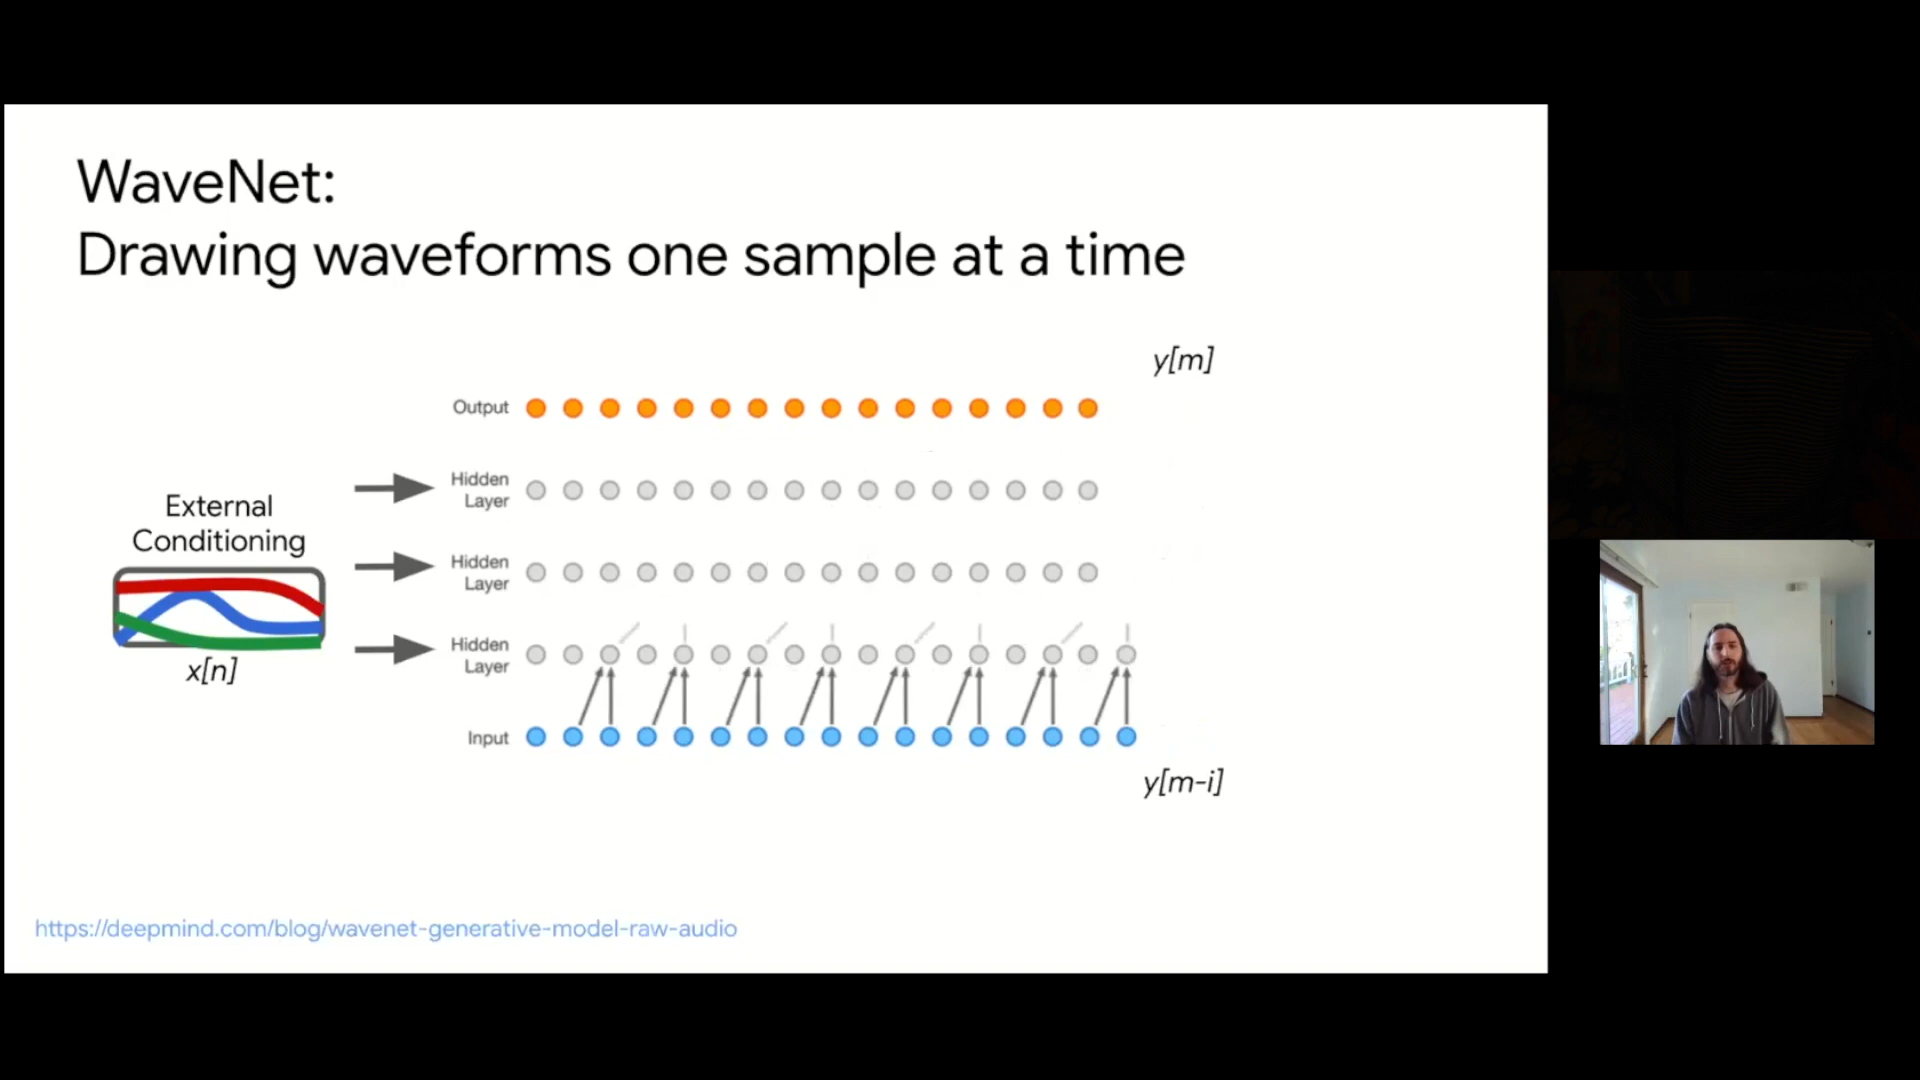 WaveNet:
Drawing waveforms one sample at a time
y[m]
Output
Hidden
Layer
External
Conditioning
Hidden
Layer
Hidden
Layer
x[n]
Input
y[m-i]
https://deepmind.com/blog/wavenet-generative-model-raw-audio